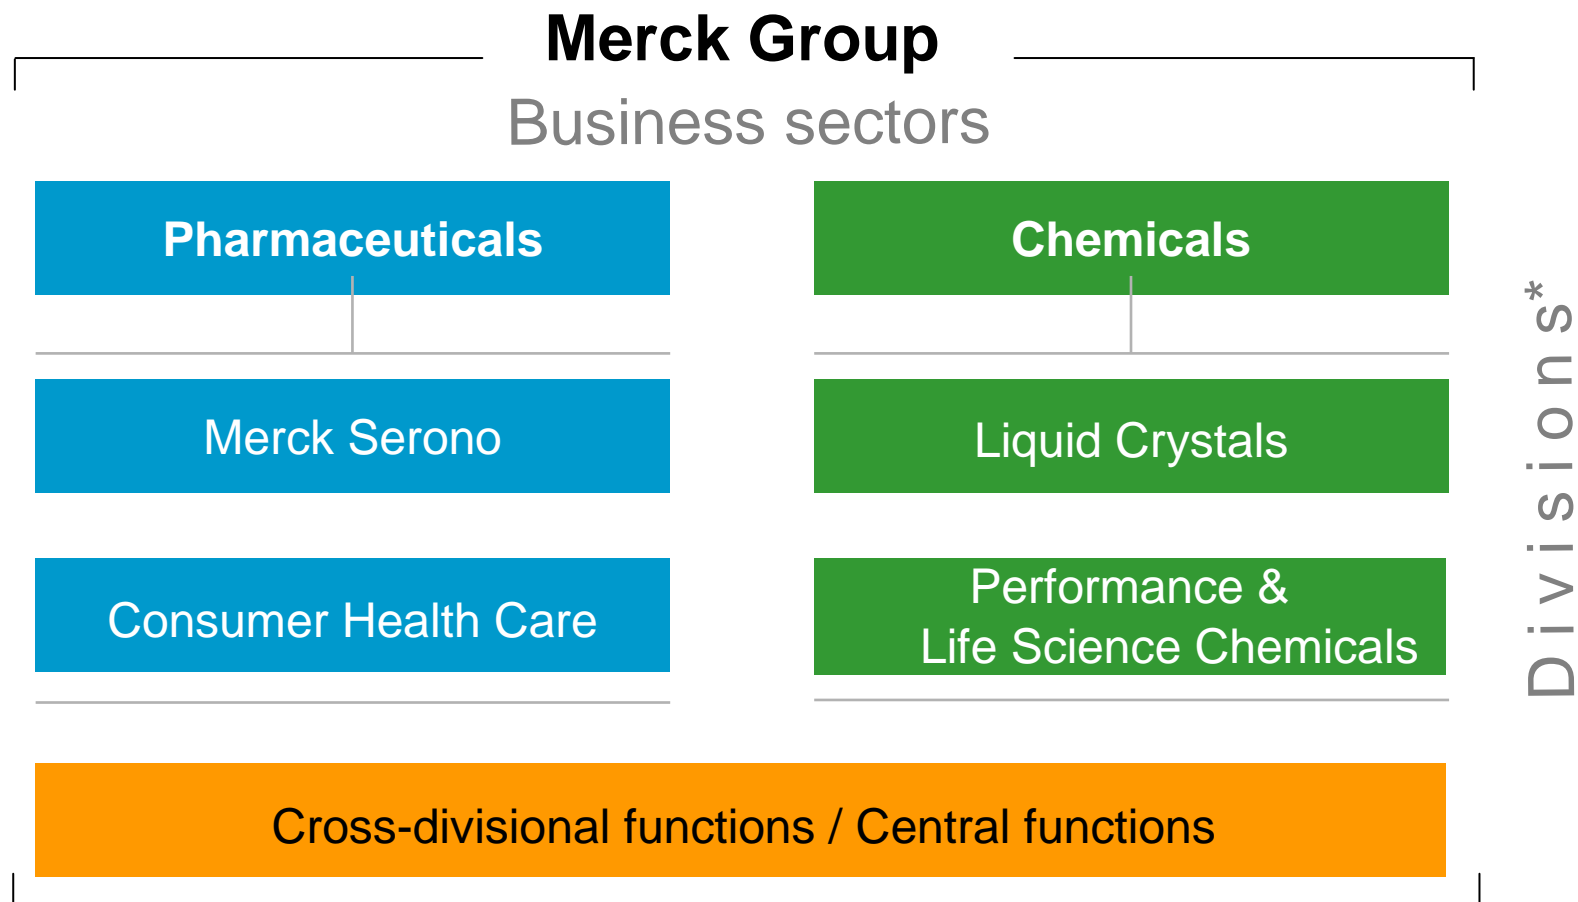 Merck Group
Business sectors
Pharmaceuticals
Chemicals
Merck Serono
Liquid Crystals
Consumer Health Care
Performance &
Life Science Chemicals
Divisions*
Cross-divisional functions / Central functions